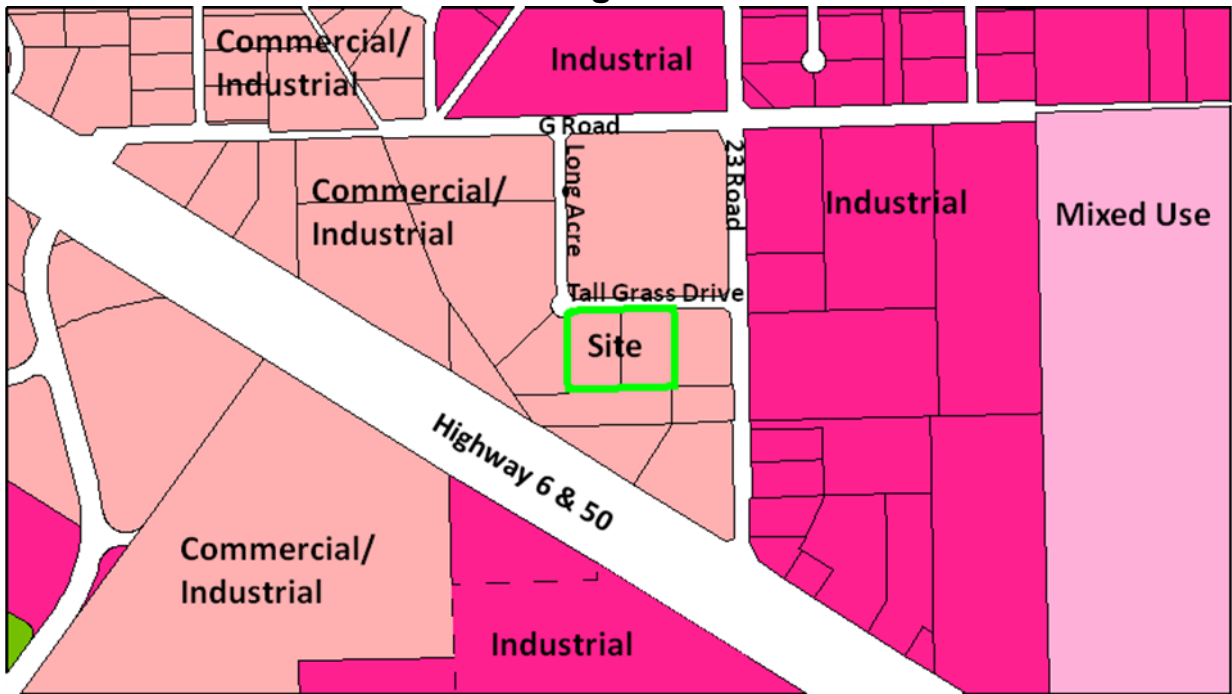 Commercial/
Industrial
Industrial
G Road
Long Acre
23 Road
Commercial/
Industrial
Industrial
Mixed Use
Tall Grass Drive
Site
Highway 6 & 50
Commercial/
Industrial
Industrial